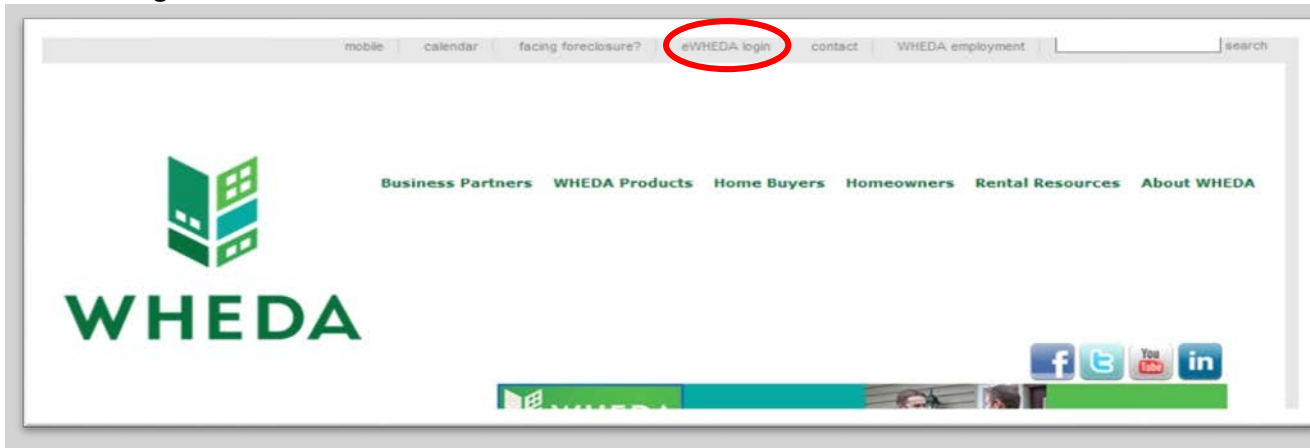 mobile calendar facing foreclosure? eWHEDA login contact WHEDA employment search
Business Partners WHEDA Products Home Buyers Homeowners Rental Resources About WHEDA
WHEDA
f t You Tube in